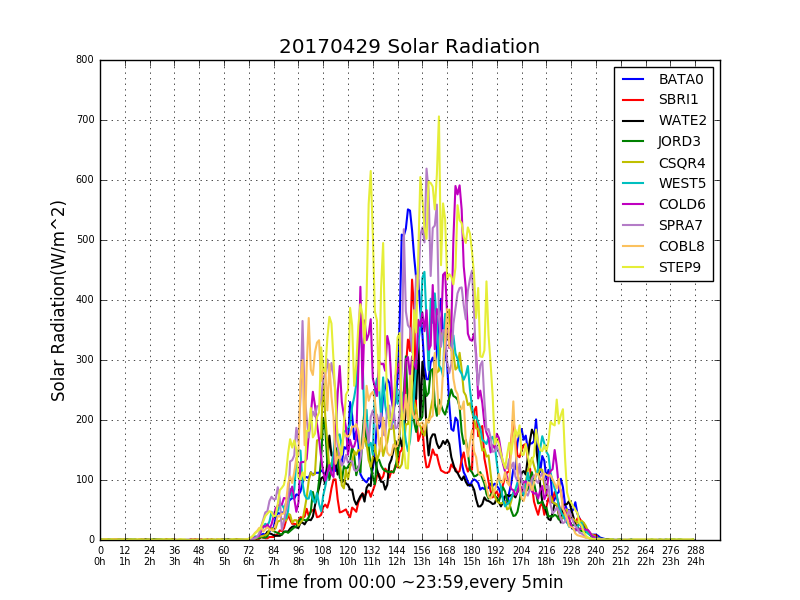 20170429 Solar Radiation
800
700
600
500
400
300
200
100
0
Solar Radiation(W/m^2)
BATA0
SBRI1
WATE2
JORD3
CSQR4
WEST5
COLD6
SPRA7
COBL8
STEP9
0 12 24 36 48 60 72 84 96 108 120 132 144 156 168 180 192 204 216 228 240 252 264 276 288
0h 1h 2h 3h 4h 5h 6h 7h 8h 9h 10h 11h 12h 13h 14h 15h 16h 17h 18h 19h 20h 21h 22h 23h 24h
Time from 00:00 ~23:59,every 5min